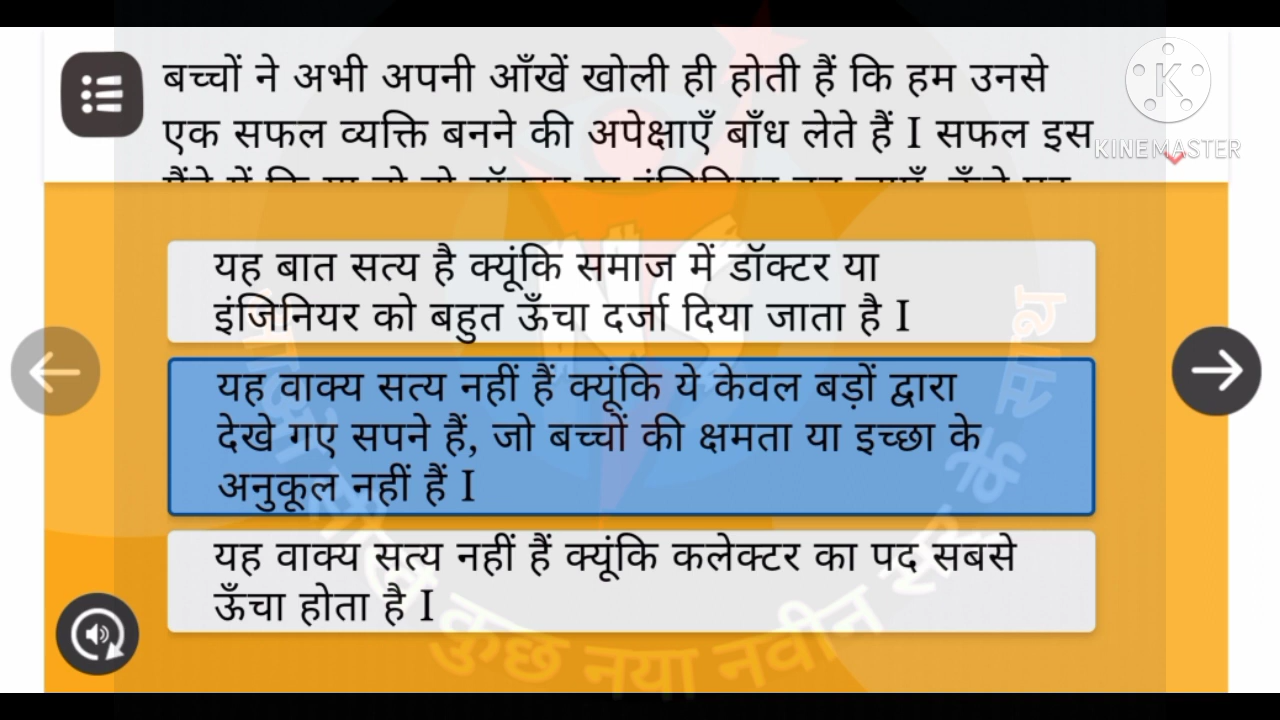 बच्चों ने अभी अपनी आँखें खोली ही होती हैं कि हम उनसे
एक सफल व्यक्ति बनने की अपेक्षाएँ बाँध लेते हैं I सफल इस
KINEMASTER
यह बात सत्य है क्यूंकि समाज में डॉक्टर या
इंजिनियर को बहुत ऊँचा दर्जा दिया जाता है I
यह वाक्य सत्य नहीं हैं क्यूंकि ये केवल बड़ों द्वारा
देखे गए सपने हैं, जो बच्चों की क्षमता या इच्छा के
अनुकूल नहीं हैं I
यह वाक्य सत्य नहीं हैं क्यूंकि कलेक्टर का पद सबसे
ऊँचा होता है I
कुछ नया नवीन सर के साथ